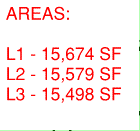 AREAS:
L1 - 15,674 SF
L2 - 15,579 SF
L3 - 15,498 SF